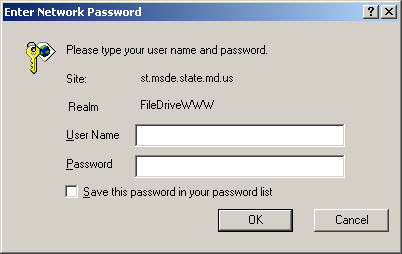 Enter Network Password
Please type your user name and password.
Site: st.msde.state.md.us
Realm FileDriveWWW
User Name
Password
Save this password in your password list
OK Cancel